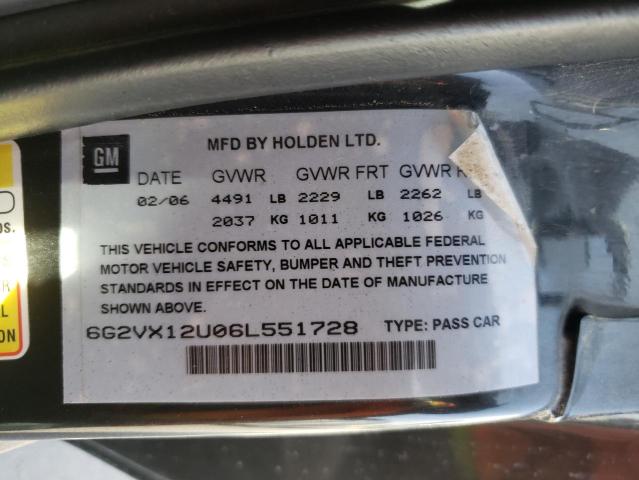 GM
MFD BY HOLDEN LTD.
DATE GVWR GVWR FRT GVWR R
02/06 4491 LB 2229 LB 2262 LB
2037 KG 1011 KG 1026 KG
THIS VEHICLE CONFORMS TO ALL APPLICABLE FEDERAL
MOTOR VEHICLE SAFETY, BUMPER AND THEFT PREVENTION
STANDARDS IN EFFECT ON THE DATE OF MANUFACTURE
SHOWN ABOVE.
6G2VX12U06L551728 TYPE: PASS CAR